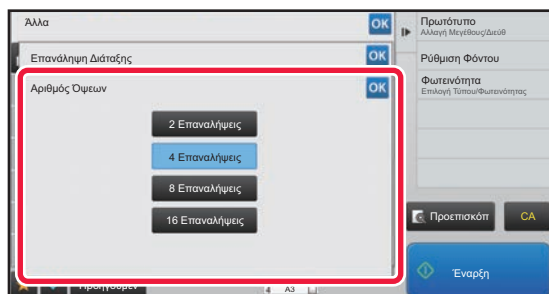 Άλλα
OK
Επανάληψη Διάταξης
OK
Αριθμός Όψεων
OK
2 Επαναλήψεις
4 Επαναλήψεις
8 Επαναλήψεις
16 Επαναλήψεις
4 A3
Πρωτότυπο
Αλλαγή Μεγέθους/Διεύθ
Ρύθμιση Φόντου
Φωτεινότητα
Επιλογή Τύπου/Φωτεινότητας
Προεπισκόπ
CA
Έναρξη